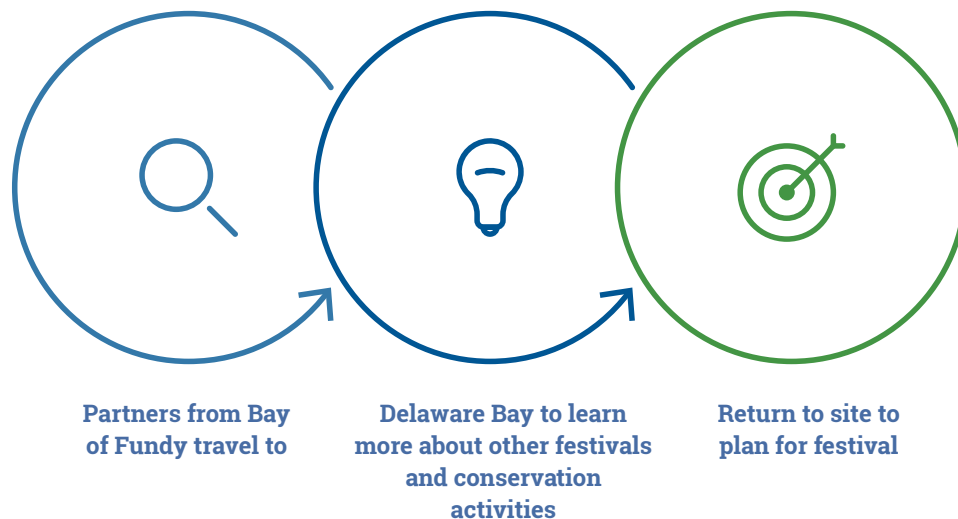 Partners from Bay
of Fundy travel to
Delaware Bay to learn
more about other festivals
and conservation
activities
Return to site to
plan for festival